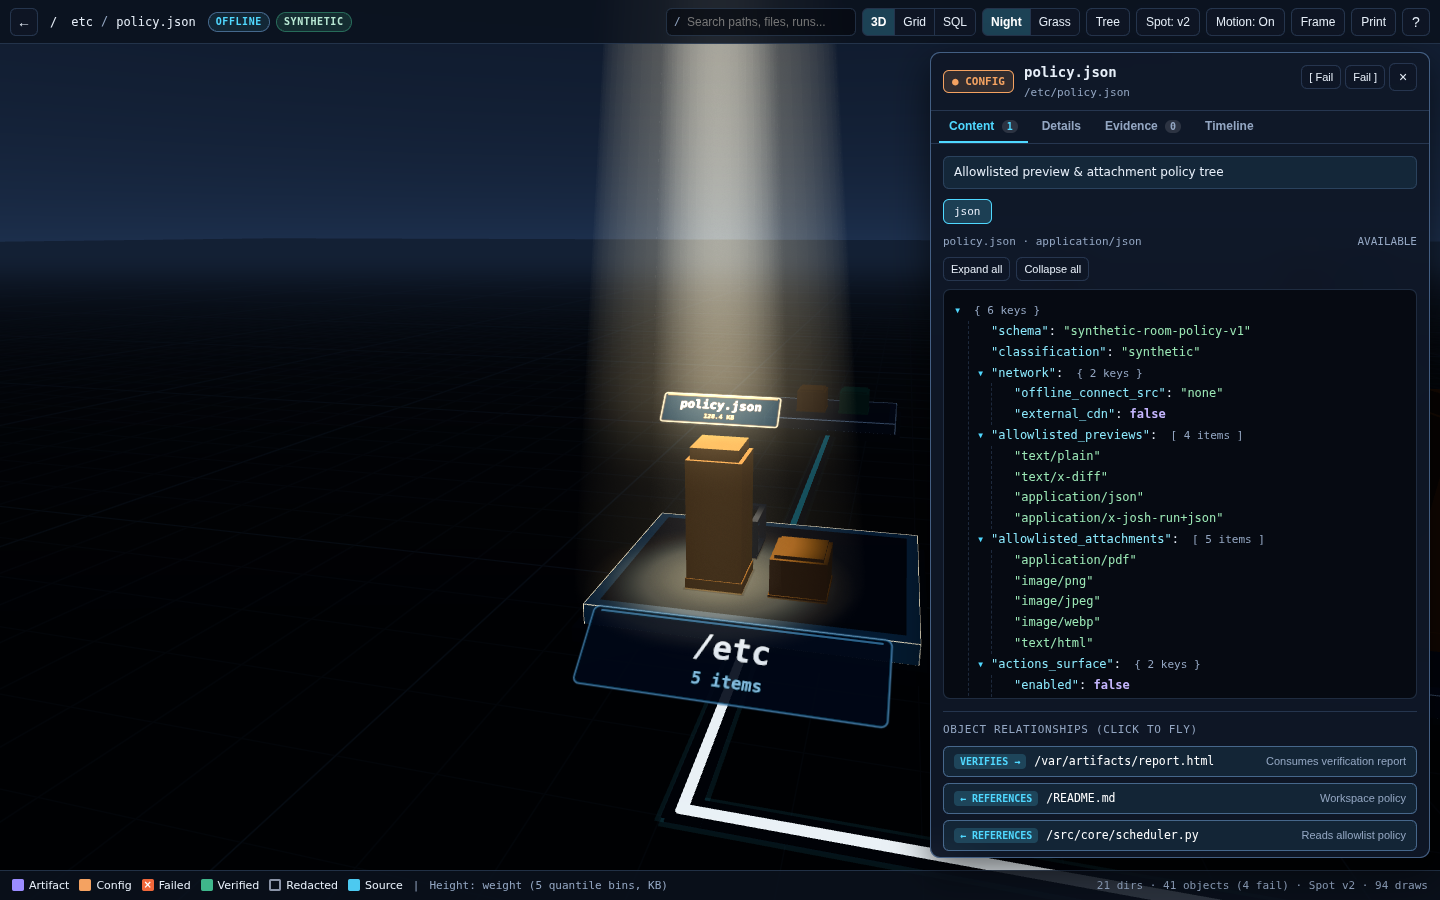 ← / etc / policy.json OFFLINE SYNTHETIC / Search paths, files, runs... 3D Grid SQL Night Grass Tree Spot: v2 Motion: On Frame Print ?
policy.json
128.4 KB
/etc
5 items
● CONFIG policy.json [ Fail Fail ] ×
/etc/policy.json
Content 1 Details Evidence 0 Timeline
Allowlisted preview & attachment policy tree
json
policy.json · application/json AVAILABLE
Expand all Collapse all
▾ { 6 keys }
"schema": "synthetic-room-policy-v1"
"classification": "synthetic"
▾ "network": { 2 keys }
"offline_connect_src": "none"
"external_cdn": false
▾ "allowlisted_previews": [ 4 items ]
"text/plain"
"text/x-diff"
"application/json"
"application/x-josh-run+json"
▾ "allowlisted_attachments": [ 5 items ]
"application/pdf"
"image/png"
"image/jpeg"
"image/webp"
"text/html"
▾ "actions_surface": { 2 keys }
"enabled": false
OBJECT RELATIONSHIPS (CLICK TO FLY)
VERIFIES → /var/artifacts/report.html Consumes verification report
← REFERENCES /README.md Workspace policy
← REFERENCES /src/core/scheduler.py Reads allowlist policy
Artifact Config Failed Verified Redacted Source | Height: weight (5 quantile bins, KB) 21 dirs · 41 objects (4 fail) · Spot v2 · 94 draws